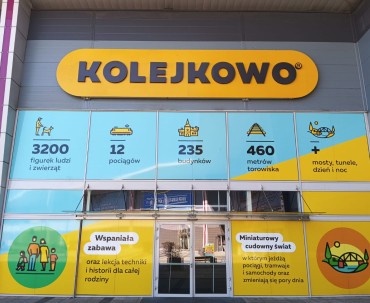 KOLEJKOWO®
3200
figurek ludzi
i zwierząt
12
pociągów
235
budynków
460
metrów
torowiska
+
mosty, tunele,
dzień i noc
Wspaniała
zabawa
oraz lekcja techniki
i historii dla całej
rodziny
Miniaturowy
cudowny świat
w którym jeżdżą
pociągi, tramwaje
i samochody oraz
zmieniają się pory dnia